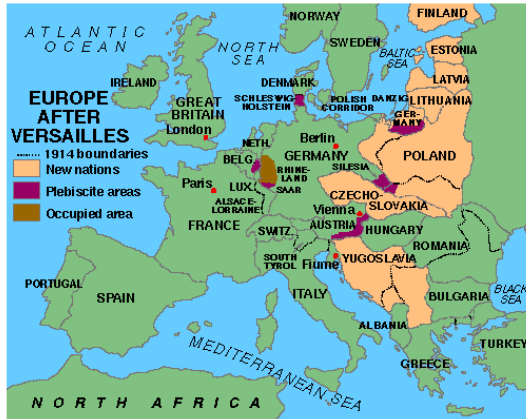 ATLANTIC
OCEAN
NORWAY
FINLAND
SWEDEN
NORTH
SEA
BALTIC
SEA
ESTONIA
LATVIA
LITHUANIA
IRELAND
GREAT
BRITAIN
London
DENMARK
SCHLESWIG
HOLSTEIN
POLISH
CORRIDOR
DANZIG
GER-
MANY
EUROPE
AFTER
VERSAILLES
1914 boundaries
New nations
Plebiscite areas
Occupied area
NETH.
BELG
LUX.
Berlin
GERMANY
RHINE-
LAND
SAAR
SILESIA
POLAND
Paris
ALSACE-
LORRAINE
FRANCE
CZECHO-
SLOVAKIA
Vienna
AUSTRIA
HUNGARY
SWITZ.
SOUTH
TYROL
Fiume
YUGOSLAVIA
ROMANIA
PORTUGAL
SPAIN
ITALY
BULGARIA
BLACK
SEA
ALBANIA
GREECE
TURKEY
MEDITERRANEAN SEA
NORTH AFRICA